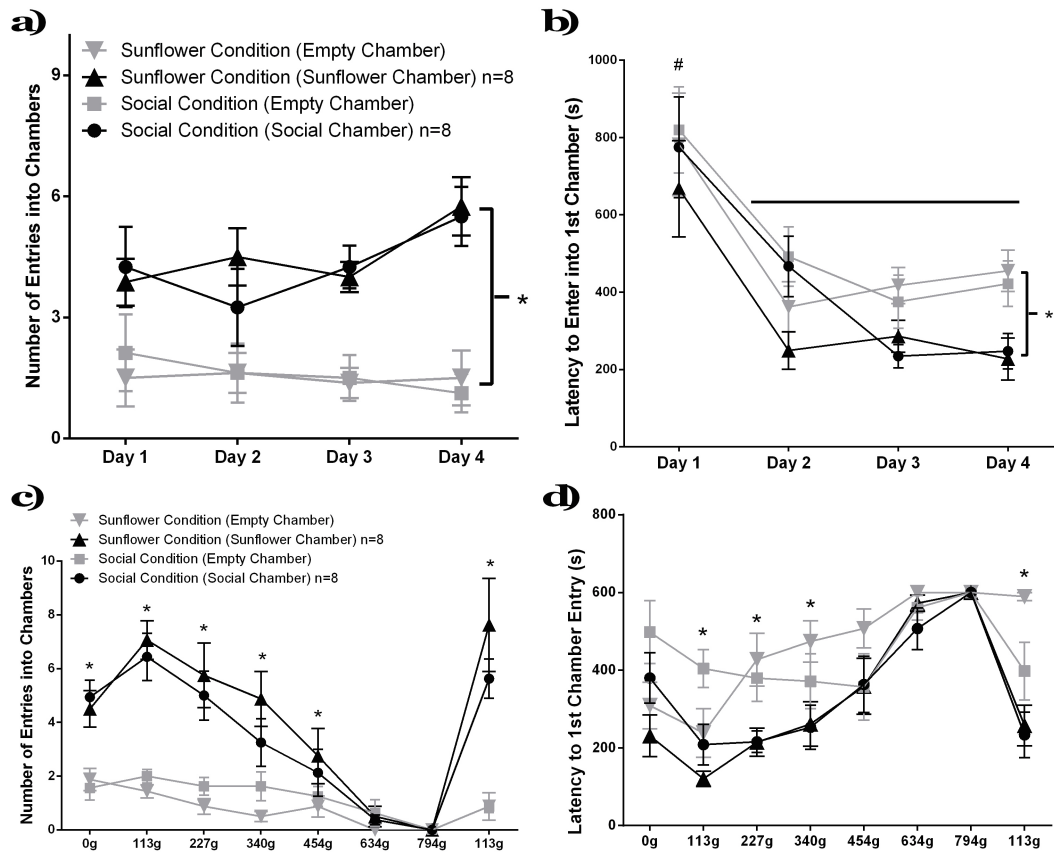 a)
Sunflower Condition (Empty Chamber)
Sunflower Condition (Sunflower Chamber) n=8
Social Condition (Empty Chamber)
Social Condition (Social Chamber) n=8
Number of Entries into Chambers
9
6
3
0
*
Day 1 Day 2 Day 3 Day 4
b)
Latency to Enter into 1st Chamber (s)
1000
800
600
400
200
0
#
*
Day 1 Day 2 Day 3 Day 4
c)
Sunflower Condition (Empty Chamber)
Sunflower Condition (Sunflower Chamber) n=8
Social Condition (Empty Chamber)
Social Condition (Social Chamber) n=8
Number of Entries into Chambers
10
8
6
4
2
0
* * * * * *
0g 113g 227g 340g 454g 634g 794g 113g
d)
Latency to 1st Chamber Entry (s)
800
600
400
200
0
* * * *
0g 113g 227g 340g 454g 634g 794g 113g